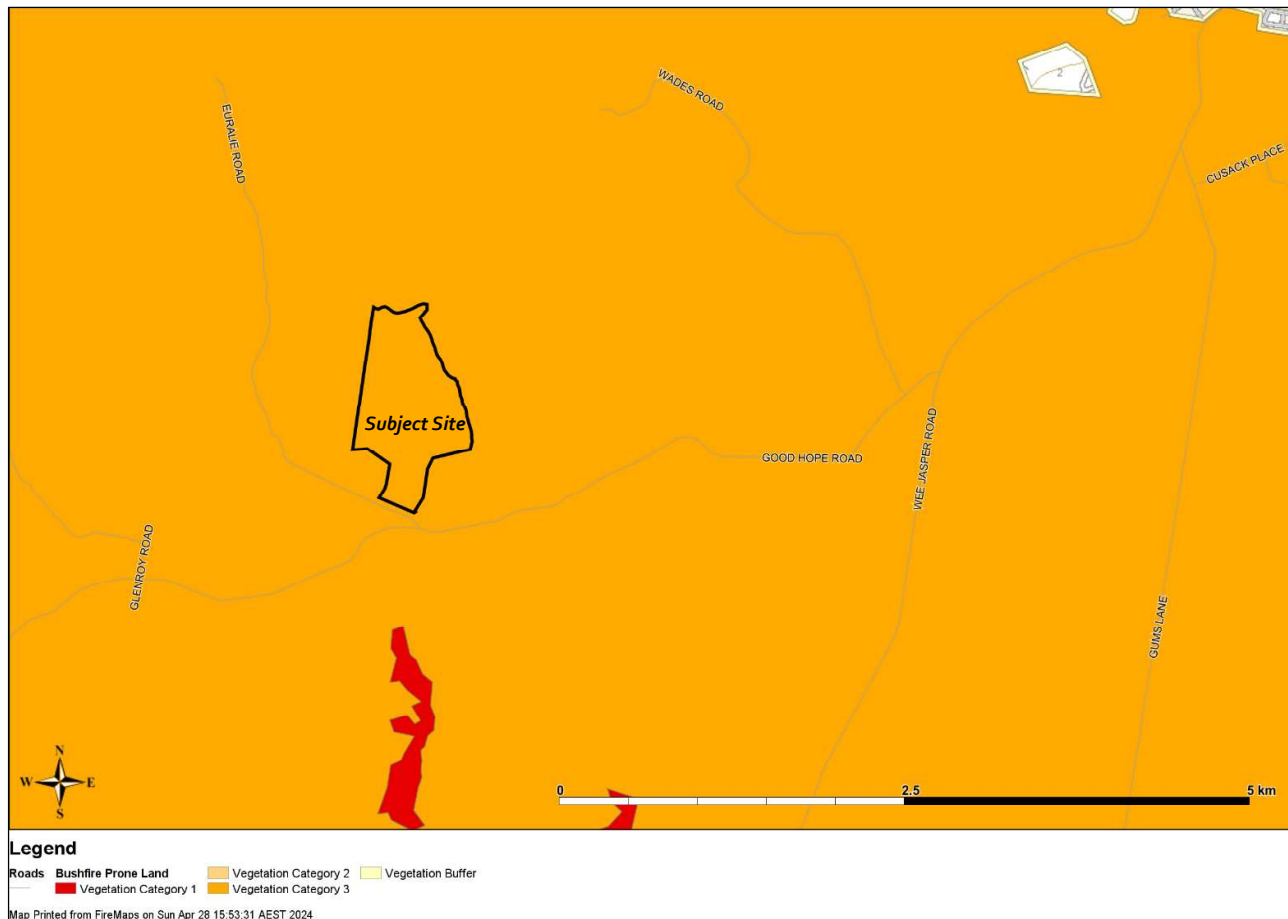 2
WADES ROAD
EURALIE ROAD
CUSACK PLACE
Subject Site
GOOD HOPE ROAD
WEE JASPER ROAD
GLENROY ROAD
GUMS LANE
N
W E
S
0 2.5 5 km
Legend
Roads Bushfire Prone Land Vegetation Category 2 Vegetation Buffer
Vegetation Category 1 Vegetation Category 3
Map Printed from FireMaps on Sun Apr 28 15:53:31 AEST 2024